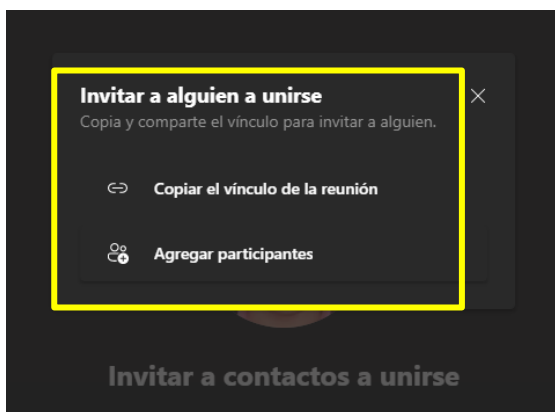 Invitar a alguien a unirse
Copia y comparte el vínculo para invitar a alguien.
Copiar el vínculo de la reunión
Agregar participantes
Invitar a contactos a unirse